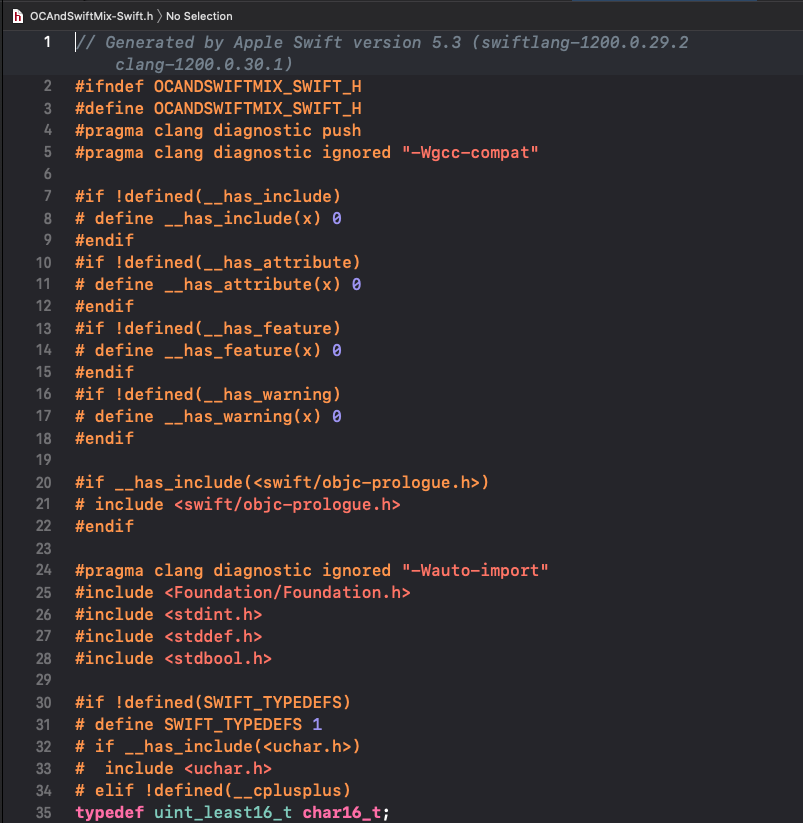 OCAndSwiftMix-Swift.h 〉No Selection
1 // Generated by Apple Swift version 5.3 (swiftlang-1200.0.29.2
clang-1200.0.30.1)
2 #ifndef OCANDSWIFTMIX_SWIFT_H
3 #define OCANDSWIFTMIX_SWIFT_H
4 #pragma clang diagnostic push
5 #pragma clang diagnostic ignored "-Wgcc-compat"
6
7 #if !defined(__has_include)
8 # define __has_include(x) 0
9 #endif
10 #if !defined(__has_attribute)
11 # define __has_attribute(x) 0
12 #endif
13 #if !defined(__has_feature)
14 # define __has_feature(x) 0
15 #endif
16 #if !defined(__has_warning)
17 # define __has_warning(x) 0
18 #endif
19
20 #if __has_include(<swift/objc-prologue.h>)
21 # include <swift/objc-prologue.h>
22 #endif
23
24 #pragma clang diagnostic ignored "-Wauto-import"
25 #include <Foundation/Foundation.h>
26 #include <stdint.h>
27 #include <stddef.h>
28 #include <stdbool.h>
29
30 #if !defined(SWIFT_TYPEDEFS)
31 # define SWIFT_TYPEDEFS 1
32 # if __has_include(<uchar.h>)
33 #  include <uchar.h>
34 # elif !defined(__cplusplus)
35 typedef uint_least16_t char16_t;